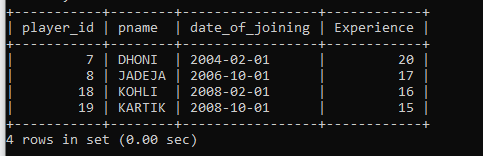 +-----------+--------+-----------------+------------+
| player_id | pname  | date_of_joining | Experience |
+-----------+--------+-----------------+------------+
|         7 | DHONI  | 2004-02-01      |         20 |
|         8 | JADEJA | 2006-10-01      |         17 |
|        18 | KOHLI  | 2008-02-01      |         16 |
|        19 | KARTIK | 2008-10-01      |         15 |
+-----------+--------+-----------------+------------+
4 rows in set (0.00 sec)